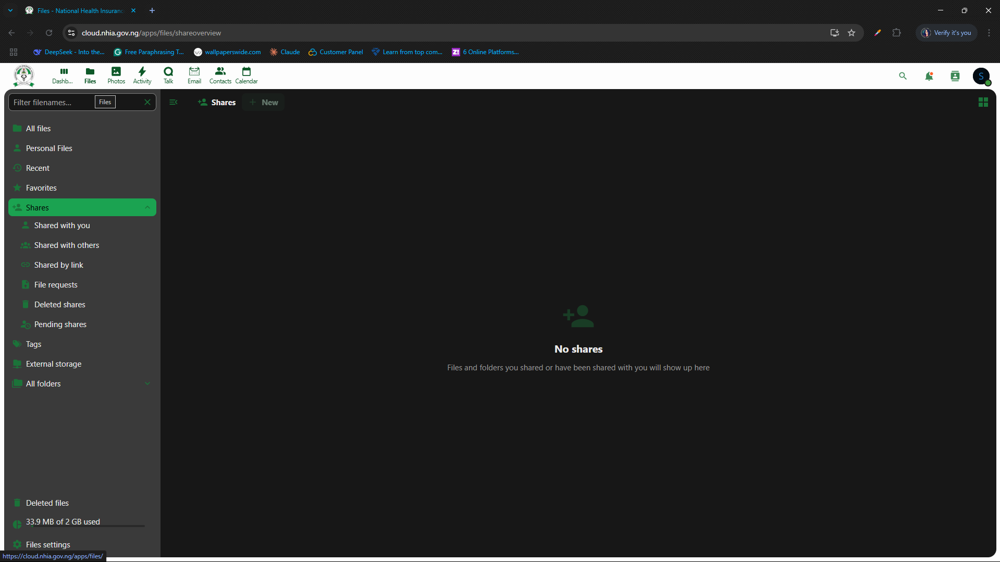 Files - National Health Insuranc
cloud.nhia.gov.ng/apps/files/shareoverview
Verify it's you
DeepSeek - Into the...
Free Paraphrasing T...
wallpaperswide.com
Claude
Customer Panel
Learn from top com...
Z!
6 Online Platforms...
Dashb...
Files
Photos
Activity
Talk
Email
Contacts
Calendar
S
Filter filenames...
Files
Shares
New
All files
Personal Files
Recent
Favorites
Shares
Shared with you
Shared with others
Shared by link
File requests
Deleted shares
Pending shares
Tags
External storage
All folders
No shares
Files and folders you shared or have been shared with you will show up here
Deleted files
33.9 MB of 2 GB used
Files settings
https://cloud.nhia.gov.ng/apps/files/